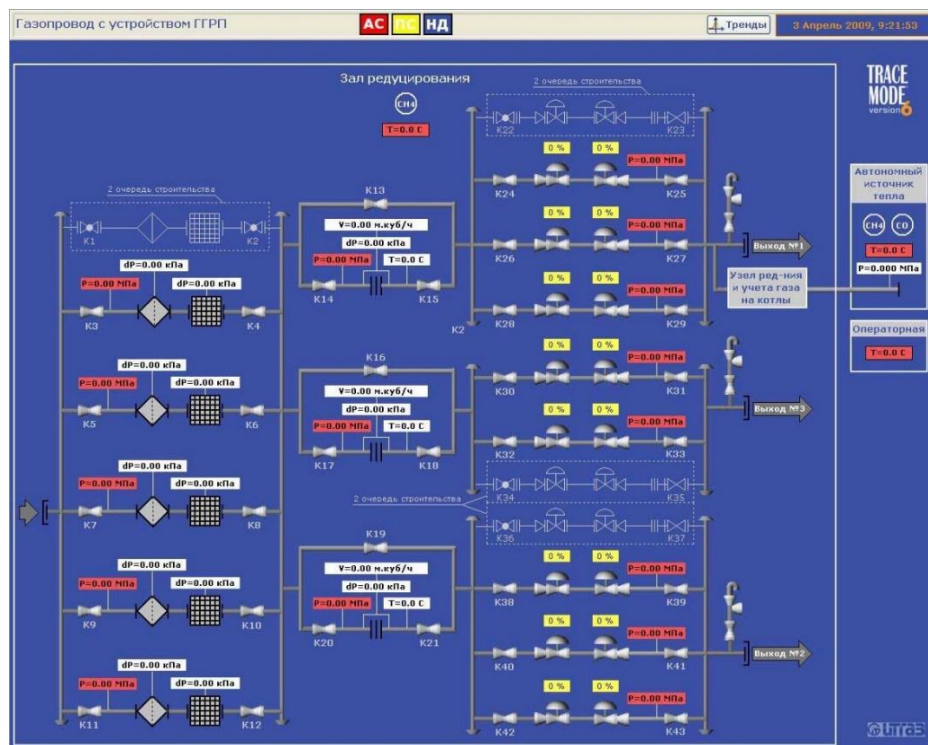 Газопровод с устройством ГГРП
АС
ПС
НД
Тренды
3 Апрель 2009, 9:21:53
Зал редуцирования
CH4
T=0.0 C
TRACE
MODE
version 6
2 очередь строительства
K1
K2
dP=0.00 кПа
P=0.00 МПа
dP=0.00 кПа
K3
K4
dP=0.00 кПа
P=0.00 МПа
dP=0.00 кПа
K5
K6
dP=0.00 кПа
P=0.00 МПа
dP=0.00 кПа
K7
K8
dP=0.00 кПа
P=0.00 МПа
dP=0.00 кПа
K9
K10
dP=0.00 кПа
P=0.00 МПа
dP=0.00 кПа
K11
K12
K13
V=0.00 м.куб/ч
dP=0.00 кПа
P=0.00 МПа
T=0.0 C
K14
K15
K2
K16
V=0.00 м.куб/ч
dP=0.00 кПа
P=0.00 МПа
T=0.0 C
K17
K18
2 очередь строительства
K19
V=0.00 м.куб/ч
dP=0.00 кПа
P=0.00 МПа
T=0.0 C
K20
K21
2 очередь строительства
K22
K23
0 %
0 %
P=0.00 МПа
K24
K25
0 %
0 %
P=0.00 МПа
K26
K27
0 %
0 %
P=0.00 МПа
K28
K29
Выход №1
Узел ред-ния
и учета газа
на котлы
0 %
0 %
P=0.00 МПа
K30
K31
0 %
0 %
P=0.00 МПа
K32
K33
Выход №3
K34
K35
K36
K37
0 %
0 %
P=0.00 МПа
K38
K39
0 %
0 %
P=0.00 МПа
K40
K41
Выход №2
0 %
0 %
P=0.00 МПа
K42
K43
Автономный
источник
тепла
CH4
CO
T=0.0 C
P=0.000 МПа
Операторная
T=0.0 C